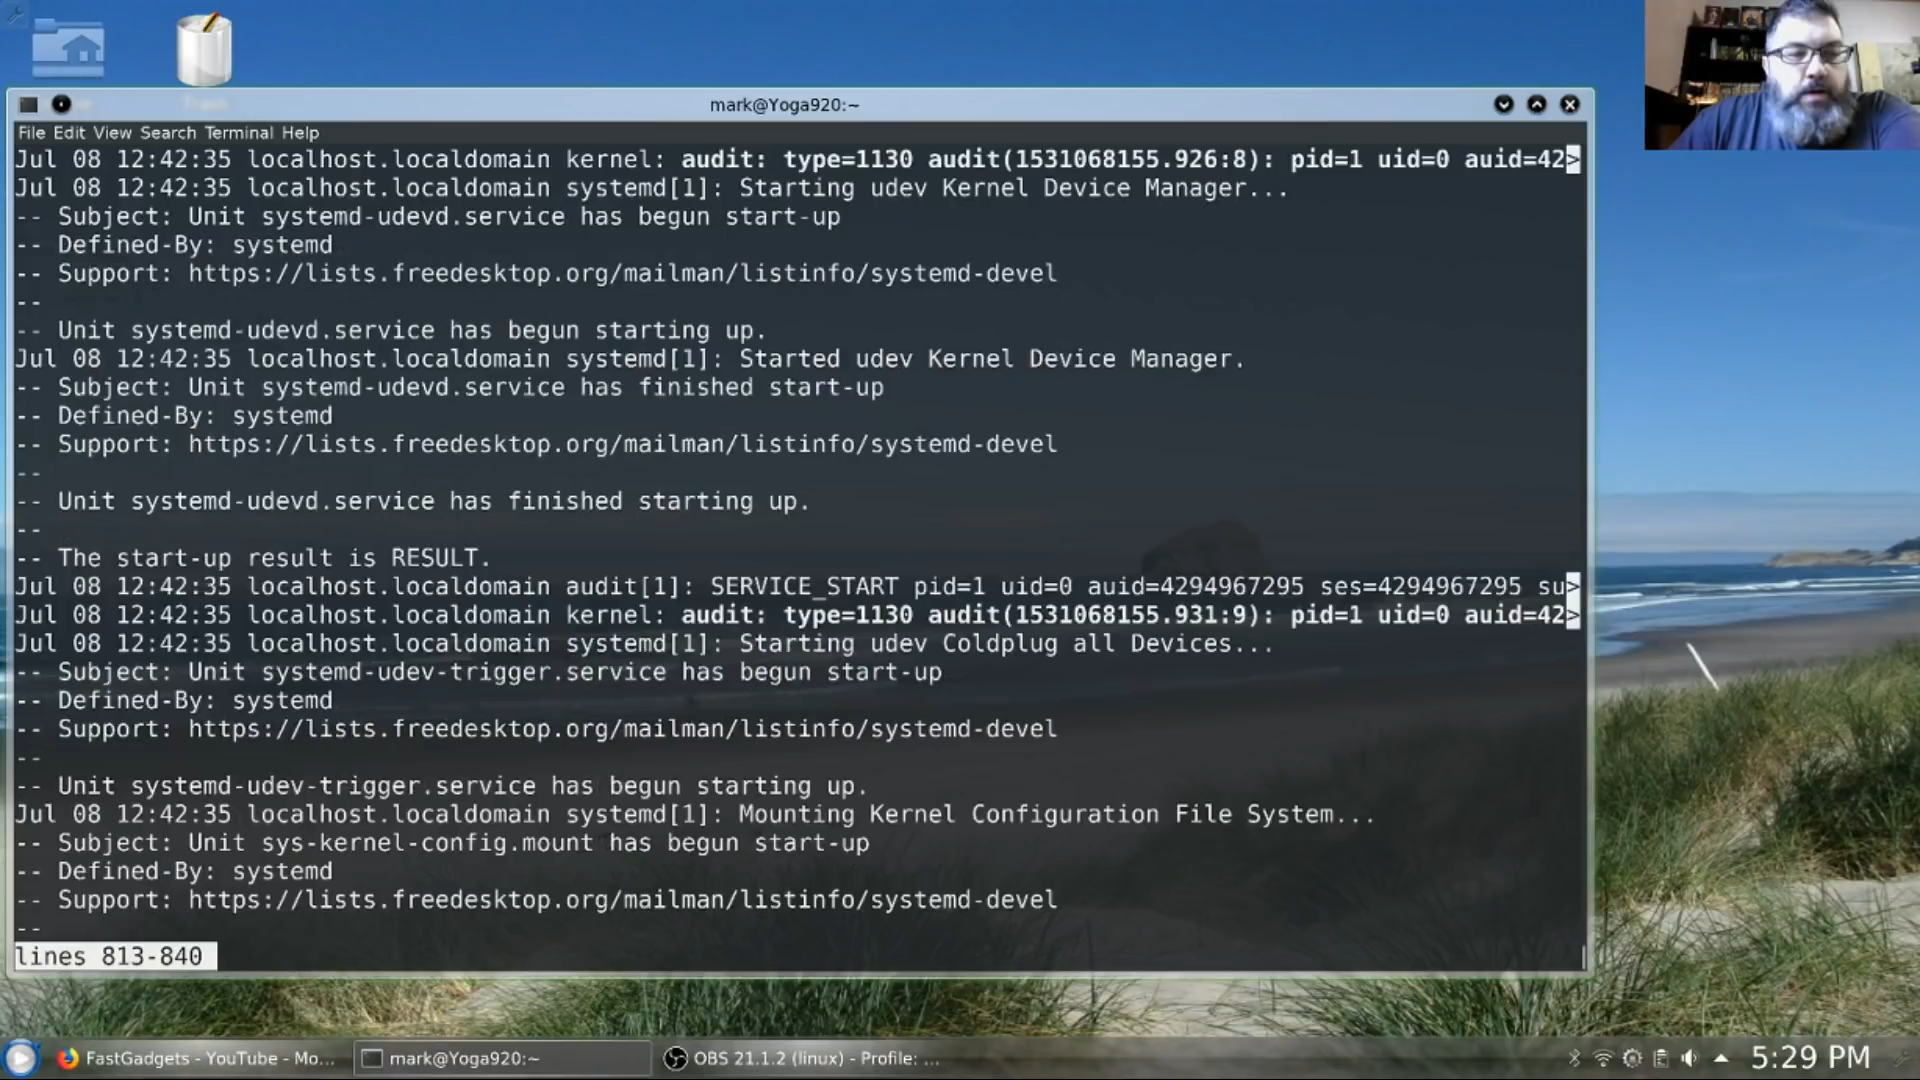 mark@Yoga920:~
File Edit View Search Terminal Help
Jul 08 12:42:35 localhost.localdomain kernel: audit: type=1130 audit(1531068155.926:8): pid=1 uid=0 auid=42>
Jul 08 12:42:35 localhost.localdomain systemd[1]: Starting udev Kernel Device Manager...
-- Subject: Unit systemd-udevd.service has begun start-up
-- Defined-By: systemd
-- Support: https://lists.freedesktop.org/mailman/listinfo/systemd-devel
--
-- Unit systemd-udevd.service has begun starting up.
Jul 08 12:42:35 localhost.localdomain systemd[1]: Started udev Kernel Device Manager.
-- Subject: Unit systemd-udevd.service has finished start-up
-- Defined-By: systemd
-- Support: https://lists.freedesktop.org/mailman/listinfo/systemd-devel
--
-- Unit systemd-udevd.service has finished starting up.
--
-- The start-up result is RESULT.
Jul 08 12:42:35 localhost.localdomain audit[1]: SERVICE_START pid=1 uid=0 auid=4294967295 ses=4294967295 su>
Jul 08 12:42:35 localhost.localdomain kernel: audit: type=1130 audit(1531068155.931:9): pid=1 uid=0 auid=42>
Jul 08 12:42:35 localhost.localdomain systemd[1]: Starting udev Coldplug all Devices...
-- Subject: Unit systemd-udev-trigger.service has begun start-up
-- Defined-By: systemd
-- Support: https://lists.freedesktop.org/mailman/listinfo/systemd-devel
--
-- Unit systemd-udev-trigger.service has begun starting up.
Jul 08 12:42:35 localhost.localdomain systemd[1]: Mounting Kernel Configuration File System...
-- Subject: Unit sys-kernel-config.mount has begun start-up
-- Defined-By: systemd
-- Support: https://lists.freedesktop.org/mailman/listinfo/systemd-devel
--
lines 813-840
FastGadgets - YouTube - Mo...
mark@Yoga920:~
OBS 21.1.2 (linux) - Profile: ...
5:29 PM